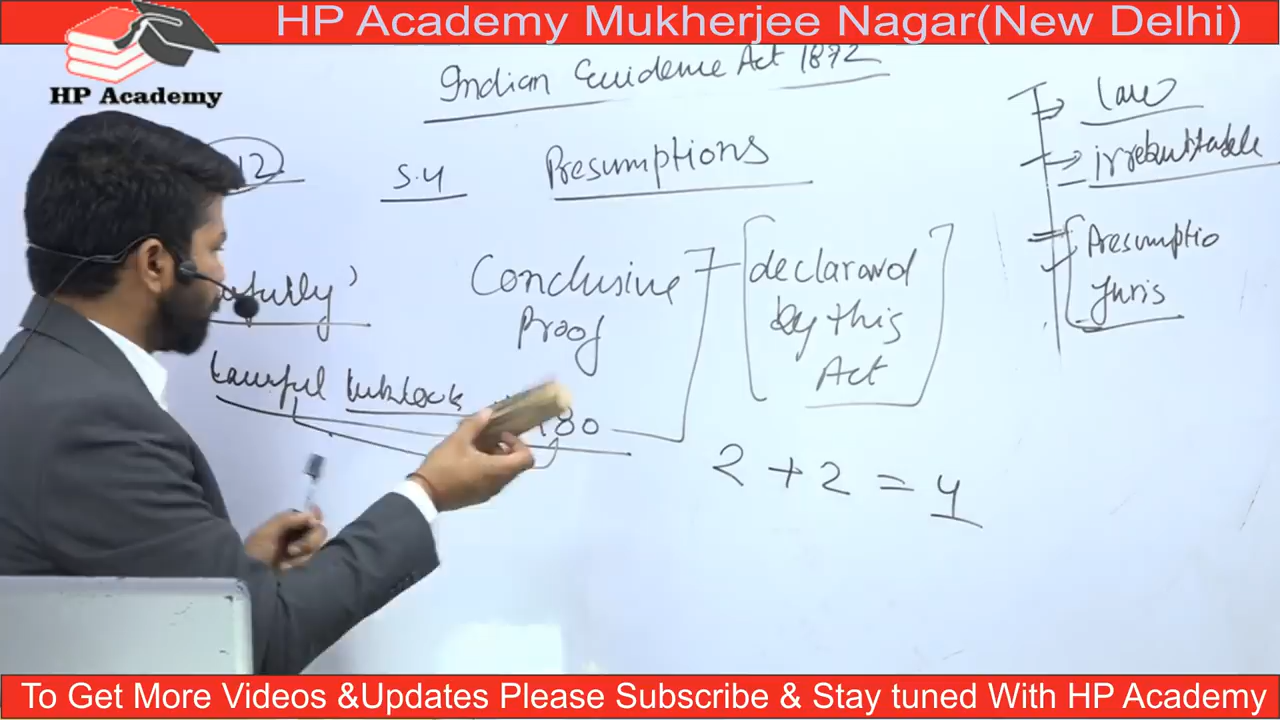 HP Academy Mukherjee Nagar(New Delhi)
HP Academy
Indian Evidence Act 1872
12
S.4
Presumptions
Conclusive
Proof
declared
by this
Act
180
2 + 2 = 4
law
irrebuttable
Presumptio
Juris
To Get More Videos &Updates Please Subscribe & Stay tuned With HP Academy